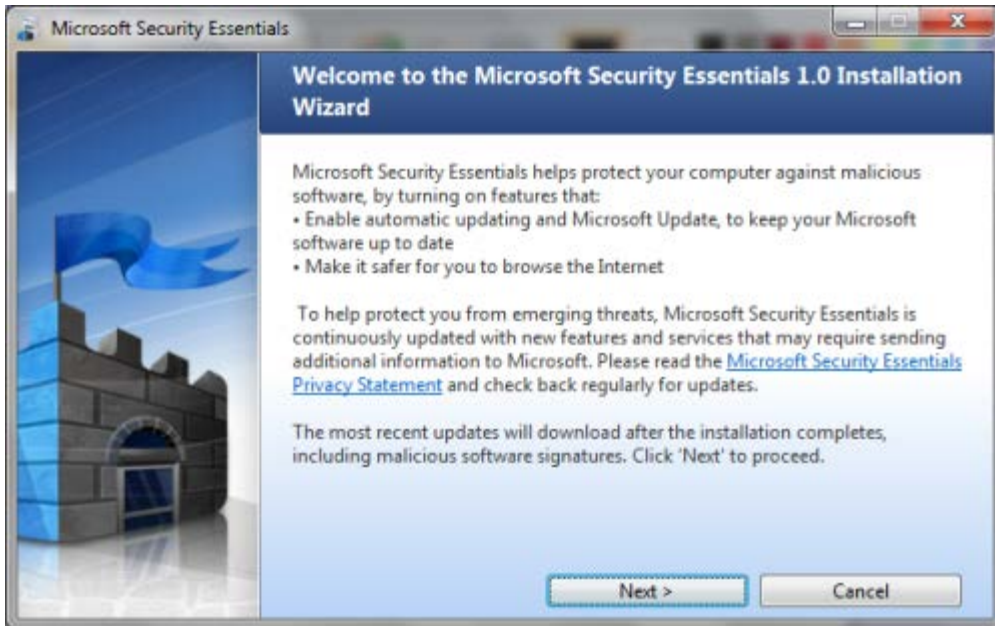 Microsoft Security Essentials
Welcome to the Microsoft Security Essentials 1.0 Installation
Wizard
Microsoft Security Essentials helps protect your computer against malicious
software, by turning on features that:
• Enable automatic updating and Microsoft Update, to keep your Microsoft
software up to date
• Make it safer for you to browse the Internet
To help protect you from emerging threats, Microsoft Security Essentials is
continuously updated with new features and services that may require sending
additional information to Microsoft. Please read the Microsoft Security Essentials
Privacy Statement and check back regularly for updates.
The most recent updates will download after the installation completes,
including malicious software signatures. Click 'Next' to proceed.
Next >
Cancel